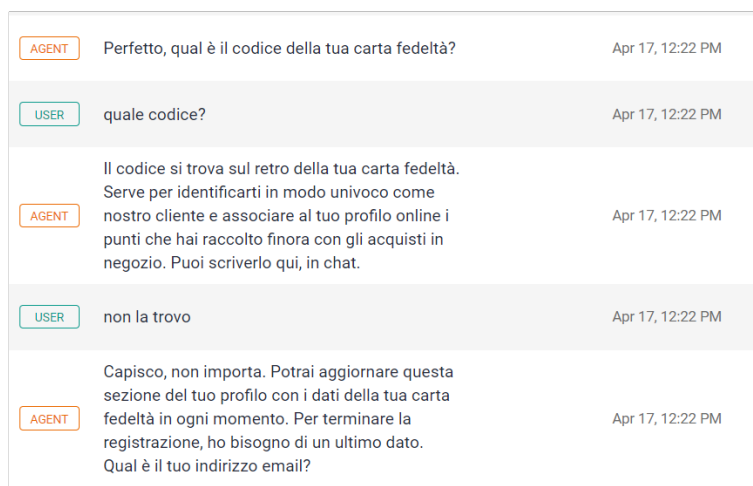 AGENT
Perfetto, qual è il codice della tua carta fedeltà?
Apr 17, 12:22 PM
USER
quale codice?
Apr 17, 12:22 PM
AGENT
Il codice si trova sul retro della tua carta fedeltà.
Serve per identificarti in modo univoco come
nostro cliente e associare al tuo profilo online i
punti che hai raccolto finora con gli acquisti in
negozio. Puoi scriverlo qui, in chat.
Apr 17, 12:22 PM
USER
non la trovo
Apr 17, 12:22 PM
AGENT
Capisco, non importa. Potrai aggiornare questa
sezione del tuo profilo con i dati della tua carta
fedeltà in ogni momento. Per terminare la
registrazione, ho bisogno di un ultimo dato.
Qual è il tuo indirizzo email?
Apr 17, 12:22 PM